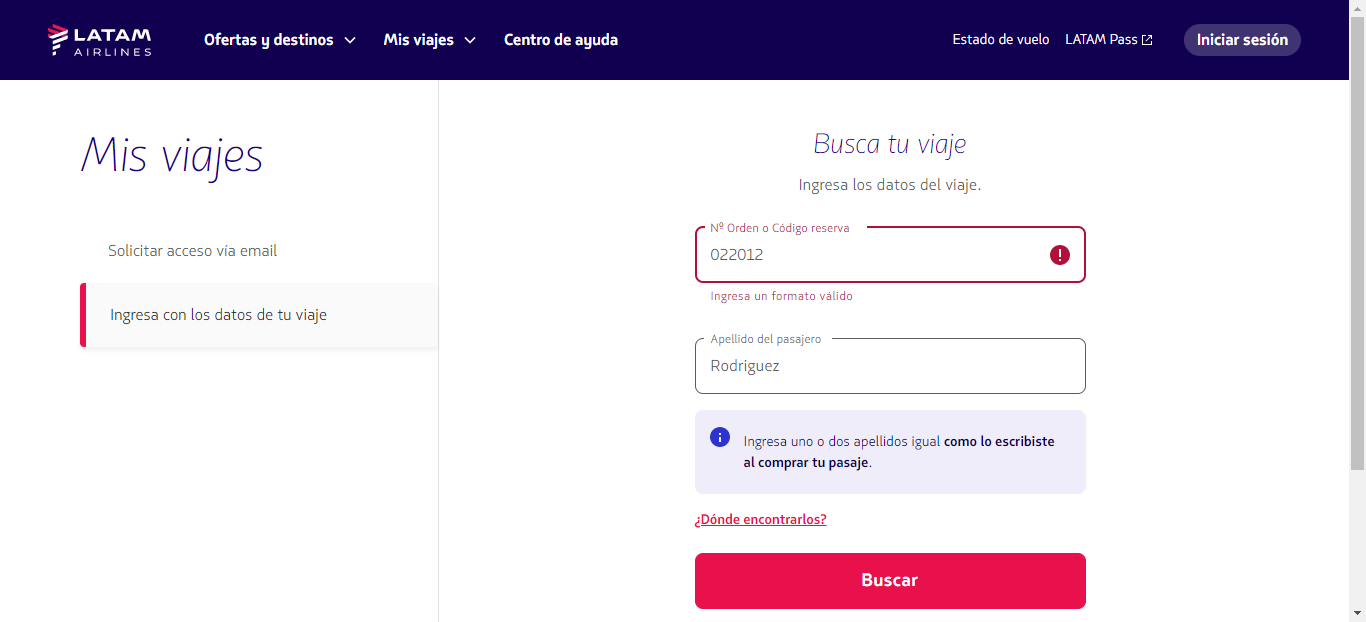 LATAM
AIRLINES
Ofertas y destinos
Mis viajes
Centro de ayuda
Estado de vuelo
LATAM Pass
Iniciar sesión
Mis viajes
Solicitar acceso vía email
Ingresa con los datos de tu viaje
Busca tu viaje
Ingresa los datos del viaje.
Nº Orden o Código reserva
022012
Ingresa un formato válido
Apellido del pasajero
Rodriguez
Ingresa uno o dos apellidos igual como lo escribiste
al comprar tu pasaje.
¿Dónde encontrarlos?
Buscar